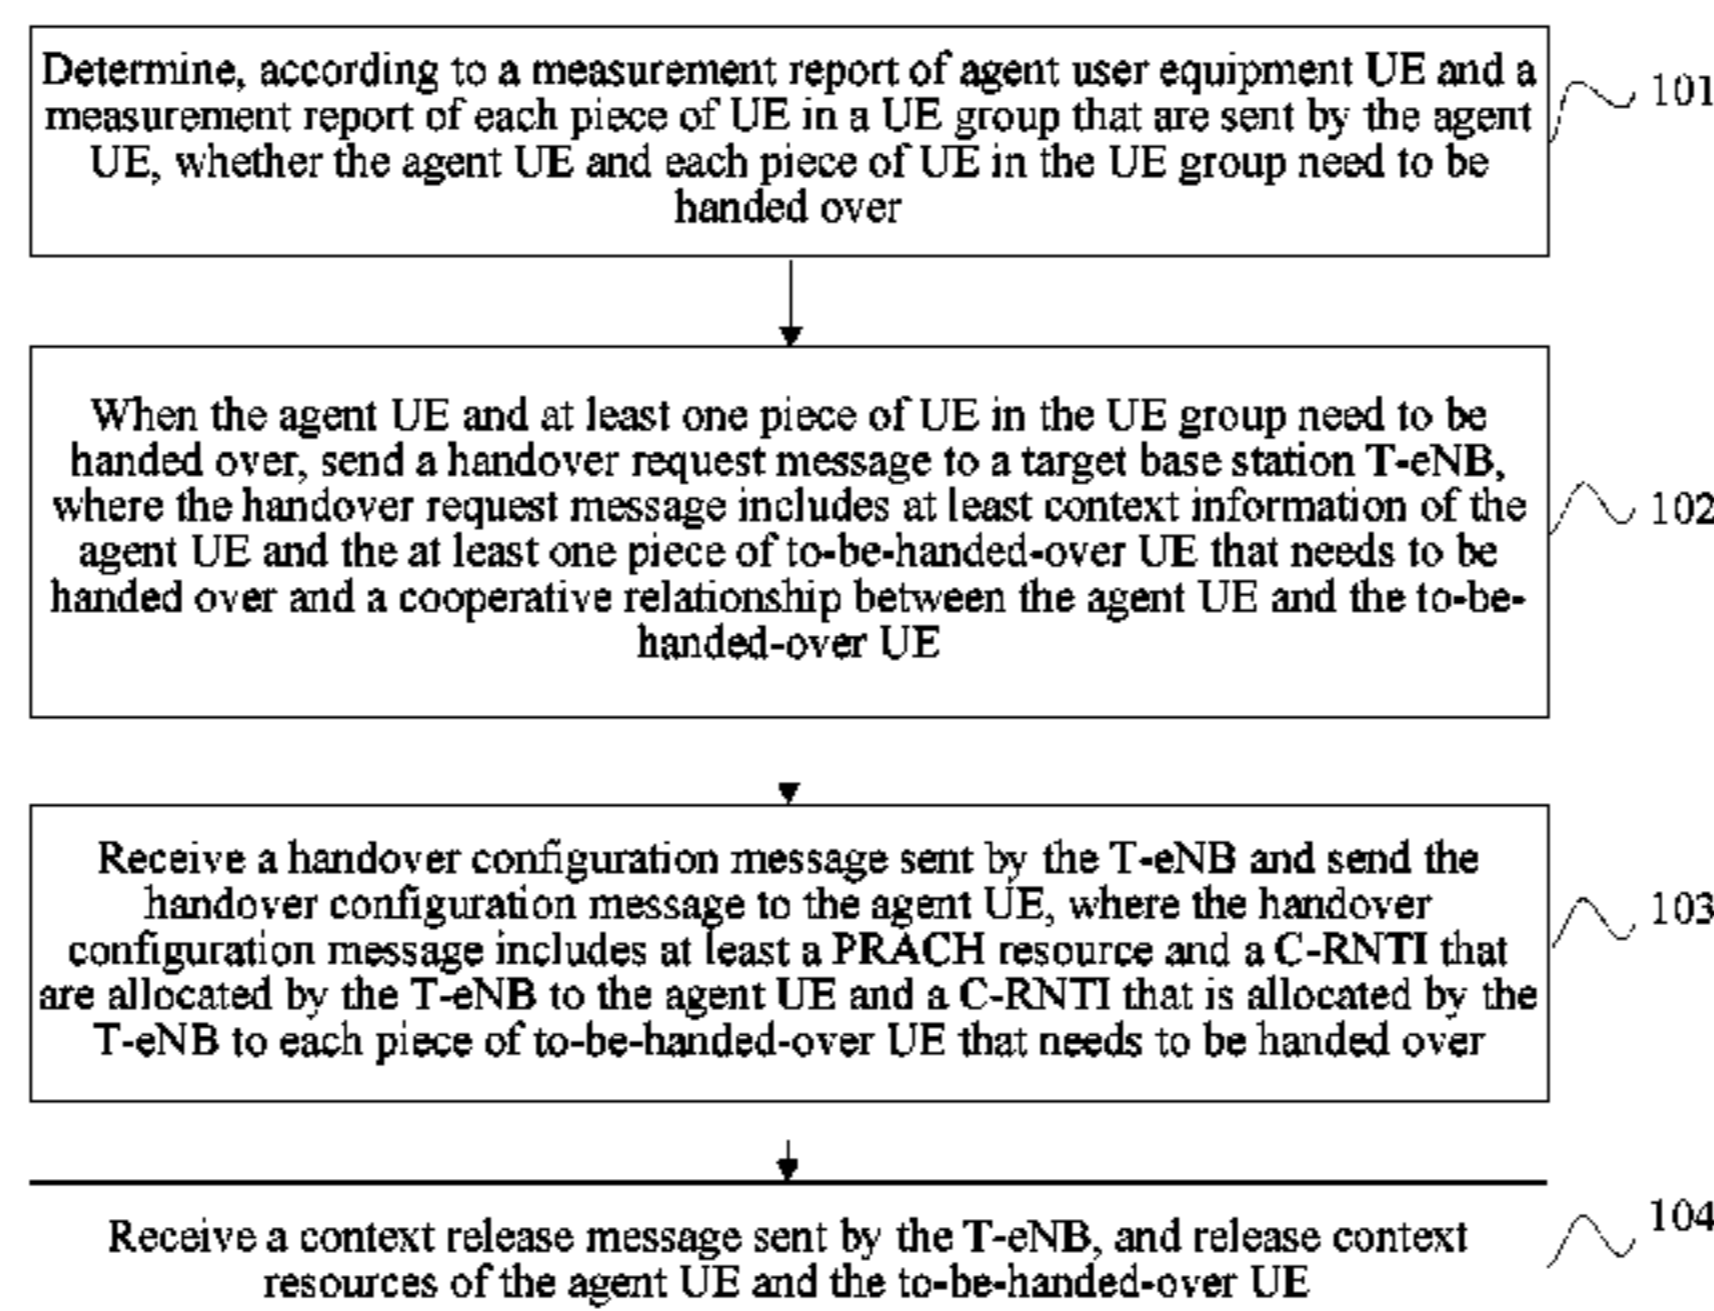 Determine, according to a measurement report of agent user equipment UE and a
measurement report of each piece of UE in a UE group that are sent by the agent
UE, whether the agent UE and each piece of UE in the UE group need to be
handed over
101
When the agent UE and at least one piece of UE in the UE group need to be
handed over, send a handover request message to a target base station T-eNB,
where the handover request message includes at least context information of the
agent UE and the at least one piece of to-be-handed-over UE that needs to be
handed over and a cooperative relationship between the agent UE and the to-be-
handed-over UE
102
Receive a handover configuration message sent by the T-eNB and send the
handover configuration message to the agent UE, where the handover
configuration message includes at least a PRACH resource and a C-RNTI that
are allocated by the T-eNB to the agent UE and a C-RNTI that is allocated by the
T-eNB to each piece of to-be-handed-over UE that needs to be handed over
103
Receive a context release message sent by the T-eNB, and release context
resources of the agent UE and the to-be-handed-over UE
104